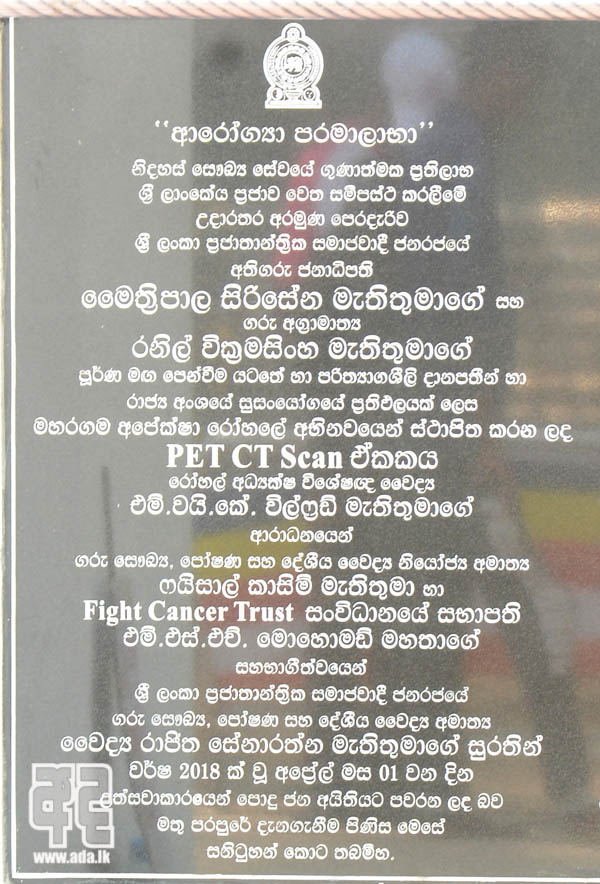 “ආරෝග්‍යා පරමාලාභා”
නිදහස් සෞඛ්‍ය සේවයේ ගුණාත්මක ප්‍රතිලාභ
ශ්‍රී ලාංකේය ප්‍රජාව වෙත සමීපස්ථ කරලීමේ
උදාරතර අරමුණ පෙරදැරිව
ශ්‍රී ලංකා ප්‍රජාතාන්ත්‍රික සමාජවාදී ජනරජයේ
අතිගරු ජනාධිපති
මෛත්‍රීපාල සිරිසේන මැතිතුමාගේ සහ
ගරු අග්‍රාමාත්‍ය
රනිල් වික්‍රමසිංහ මැතිතුමාගේ
පූර්ණ මඟ පෙන්වීම යටතේ හා පරිත්‍යාගශීලී දානපතීන් හා
රාජ්‍ය අංශයේ සුසංයෝගයේ ප්‍රතිඵලයක් ලෙස
මහරගම අපේක්ෂා රෝහලේ අභිනවයෙන් ස්ථාපිත කරන ලද
PET CT Scan ඒකකය
රෝහල් අධ්‍යක්ෂ විශේෂඥ වෛද්‍ය
එම්.වයි.කේ. විල්ෆ්‍රඩ් මැතිතුමාගේ
ආරාධනයෙන්
ගරු සෞඛ්‍ය, පෝෂණ සහ දේශීය වෛද්‍ය නියෝජ්‍ය අමාත්‍ය
ෆයිසාල් කාසිම් මැතිතුමා හා
Fight Cancer Trust සංවිධානයේ සභාපති
එම්.එස්.එච්. මොහොමඩ් මහතාගේ
සහභාගීත්වයෙන්
ශ්‍රී ලංකා ප්‍රජාතාන්ත්‍රික සමාජවාදී ජනරජයේ
ගරු සෞඛ්‍ය, පෝෂණ සහ දේශීය වෛද්‍ය අමාත්‍ය
වෛද්‍ය රාජිත සේනාරත්න මැතිතුමාගේ සුරතින්
වර්ෂ 2018 ක් වූ අප්‍රේල් මස 01 වන දින
උත්සවාකාරයෙන් පොදු ජන අයිතියට පවරන ලද බව
මතු පරපුරේ දැනගැනීම පිණිස මෙසේ
සනිටුහන් කොට තබමිහ.
අද
www.ada.lk